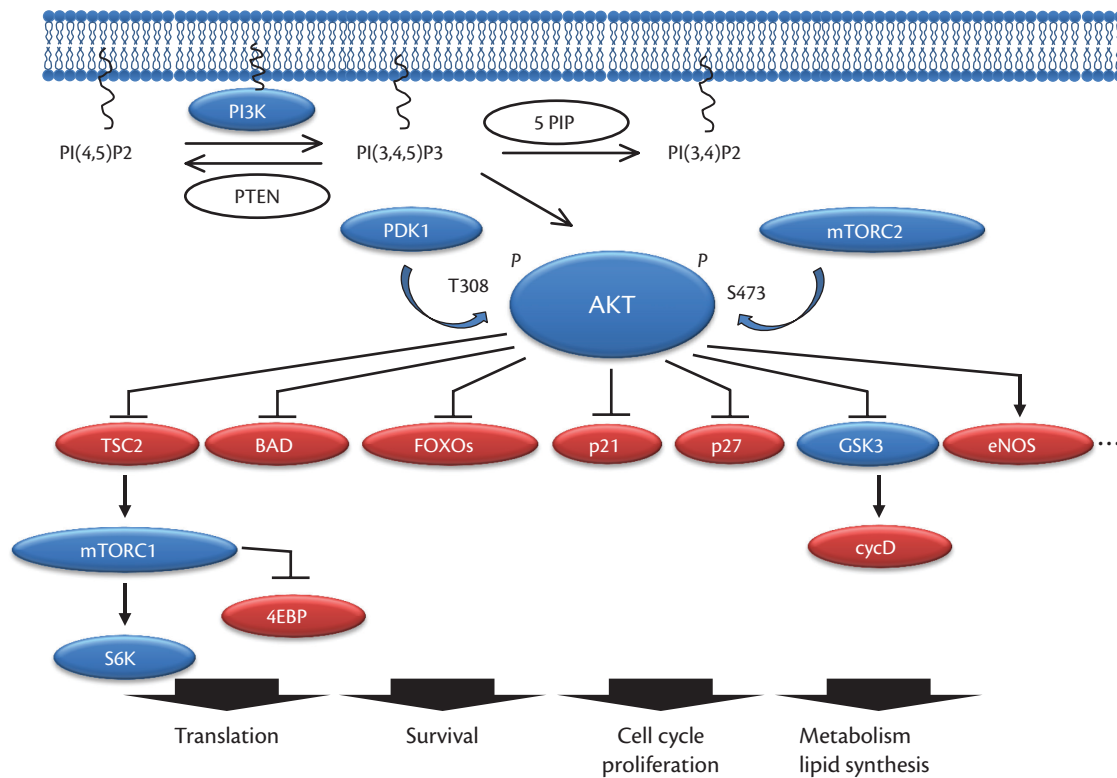 PI3K
5 PIP
PI(4,5)P2
PI(3,4,5)P3
PI(3,4)P2
PTEN
PDK1
mTORC2
P
P
T308
S473
AKT
TSC2
BAD
FOXOs
p21
p27
GSK3
eNOS
...
mTORC1
cycD
4EBP
S6K
Translation
Survival
Cell cycle
proliferation
Metabolism
lipid synthesis